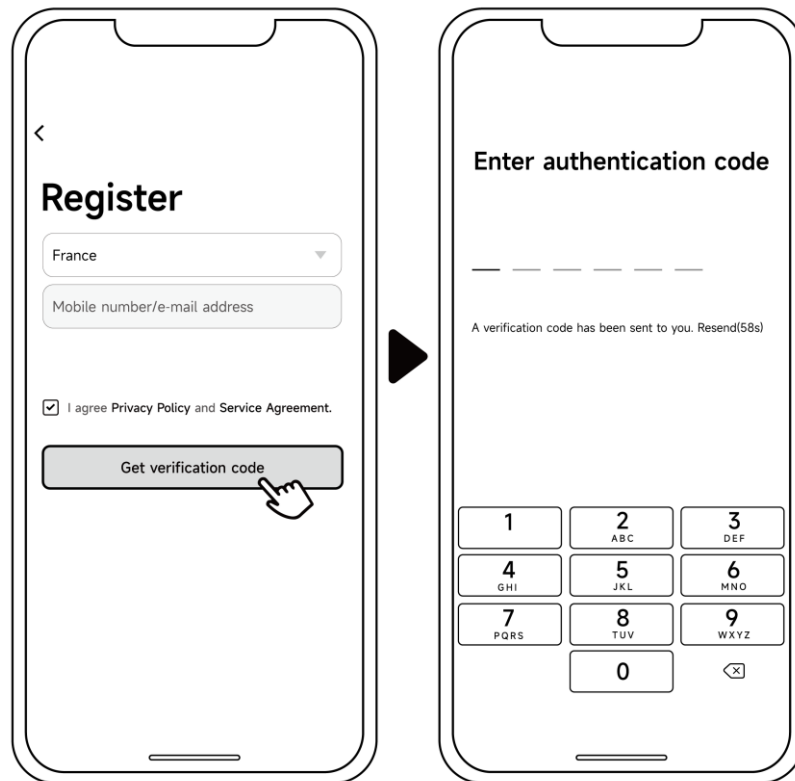 Register
France
Mobile number/e-mail address
I agree Privacy Policy and Service Agreement.
Get verification code
Enter authentication code
A verification code has been sent to you. Resend(58s)
1 2 3
ABC DEF
4 5 6
GHI JKL MNO
7 8 9
PQRS TUV WXYZ
0